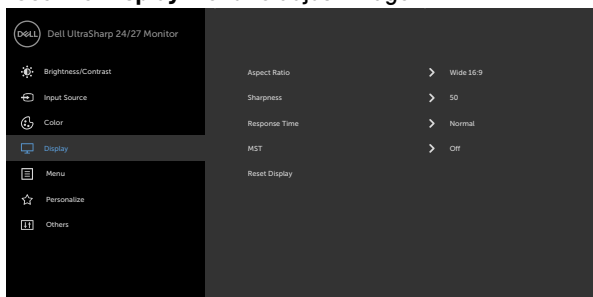 DELL
Dell UltraSharp 24/27 Monitor
Brightness/Contrast
Input Source
Color
Display
Menu
Personalize
Others
Aspect Ratio Wide 16:9
Sharpness 50
Response Time Normal
MST Off
Reset Display